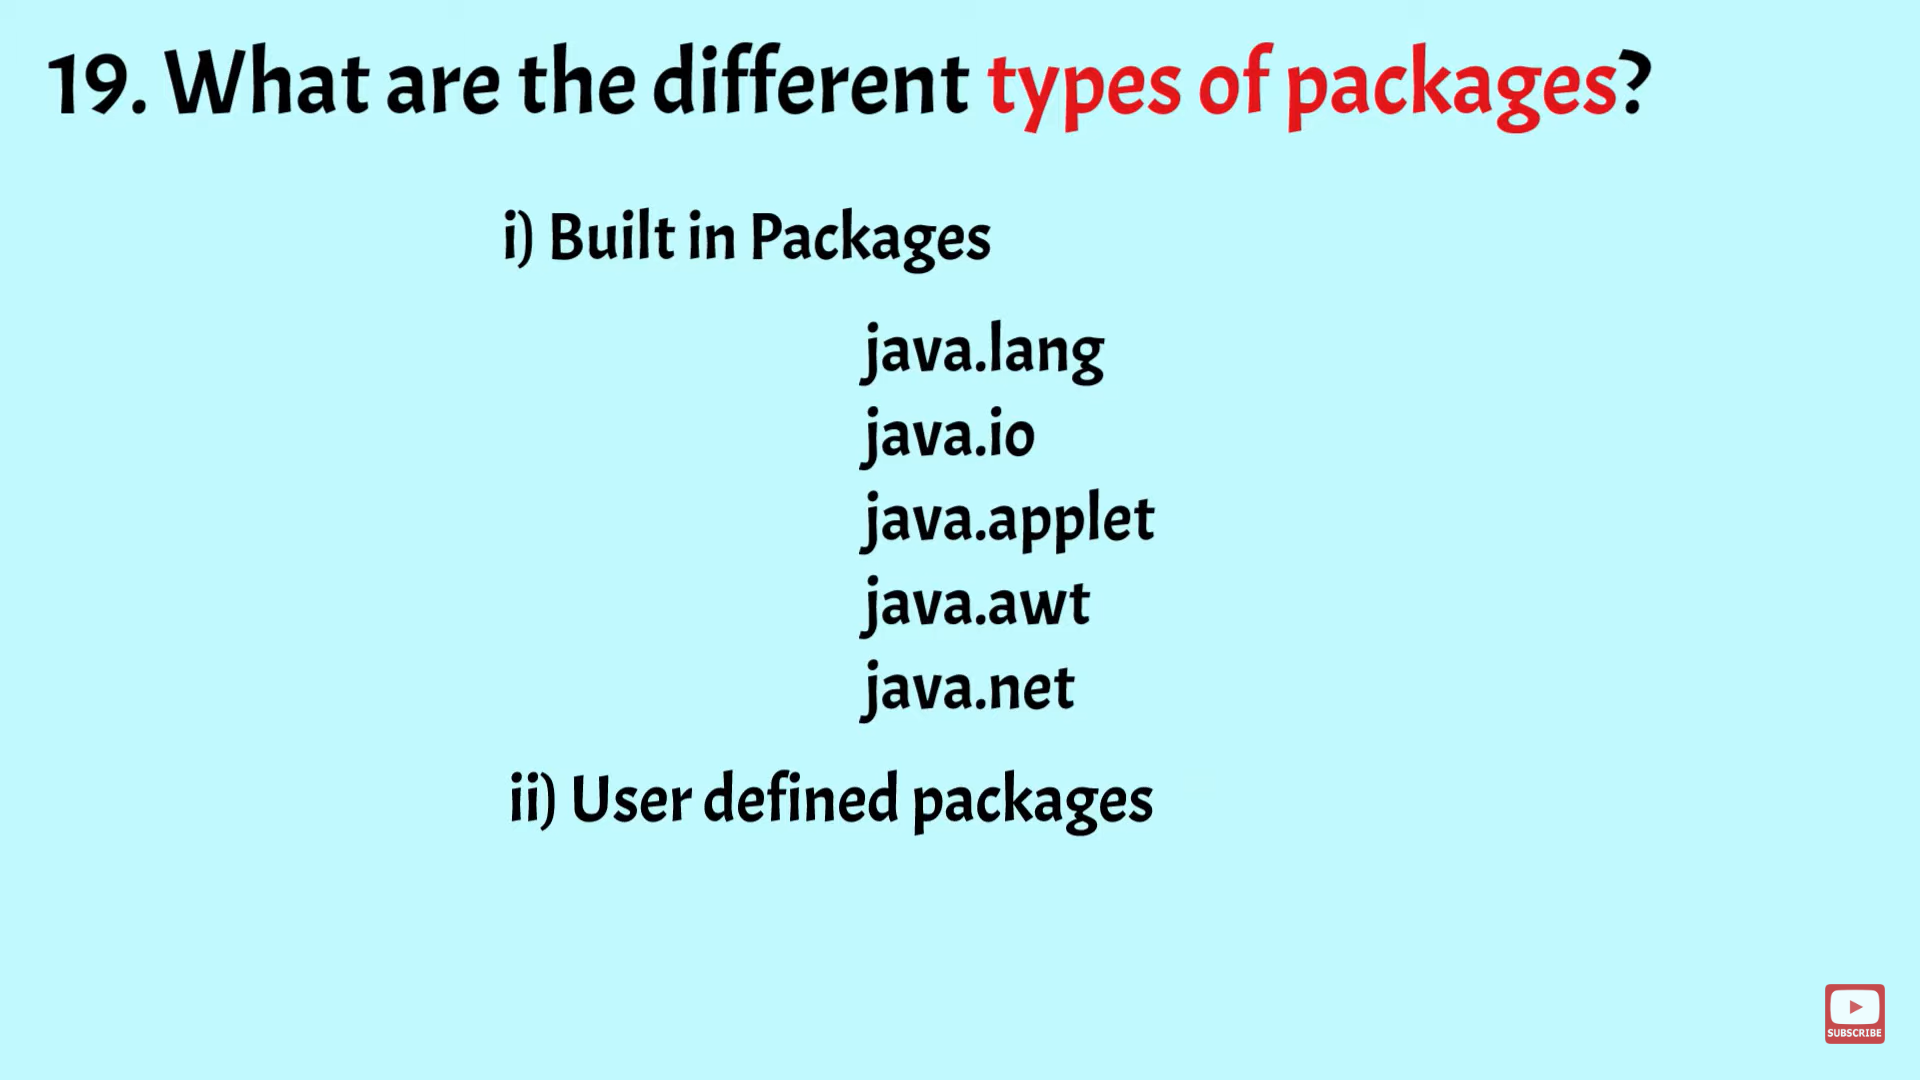 19. What are the different types of packages?
i) Built in Packages
java.lang
java.io
java.applet
java.awt
java.net
ii) User defined packages
SUBSCRIBE